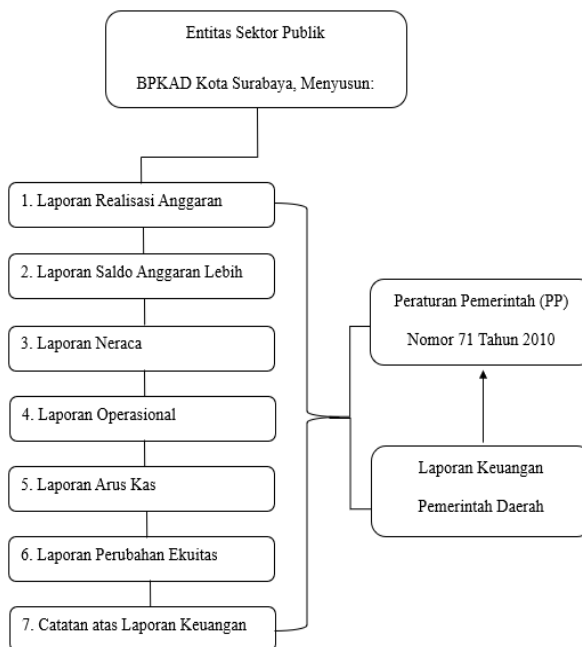 Entitas Sektor Publik
BPKAD Kota Surabaya, Menyusun:
1. Laporan Realisasi Anggaran
2. Laporan Saldo Anggaran Lebih
3. Laporan Neraca
4. Laporan Operasional
5. Laporan Arus Kas
6. Laporan Perubahan Ekuitas
7. Catatan atas Laporan Keuangan
Peraturan Pemerintah (PP)
Nomor 71 Tahun 2010
Laporan Keuangan
Pemerintah Daerah